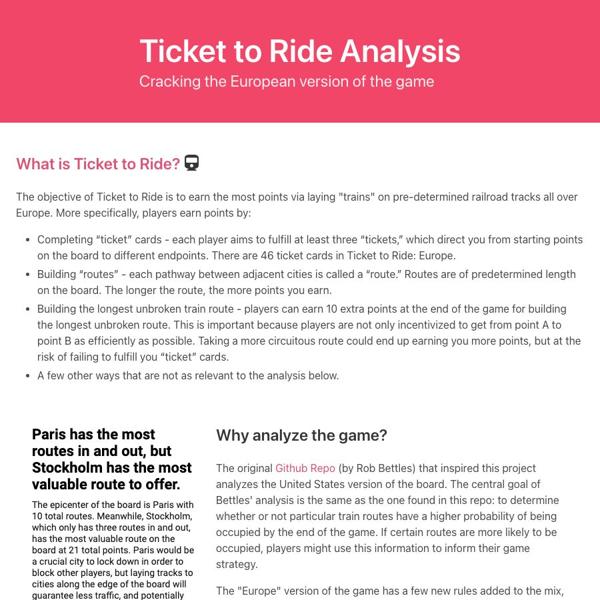 Ticket to Ride Analysis
Cracking the European version of the game
What is Ticket to Ride?
The objective of Ticket to Ride is to earn the most points via laying "trains" on pre-determined railroad tracks all over
Europe. More specifically, players earn points by:
• Completing “ticket” cards - each player aims to fulfill at least three “tickets,” which direct you from starting points
on the board to different endpoints. There are 46 ticket cards in Ticket to Ride: Europe.
• Building “routes” - each pathway between adjacent cities is called a “route.” Routes are of predetermined length
on the board. The longer the route, the more points you earn.
• Building the longest unbroken train route - players can earn 10 extra points at the end of the game for building
the longest unbroken route. This is important because players are not only incentivized to get from point A to
point B as efficiently as possible. Taking a more circuitous route could end up earning you more points, but at the
risk of failing to fulfill you “ticket” cards.
• A few other ways that are not as relevant to the analysis below.
Paris has the most
routes in and out, but
Stockholm has the most
valuable route to offer.
The epicenter of the board is Paris with
10 total routes. Meanwhile, Stockholm,
which only has three routes in and out,
has the most valuable route on the
board at 21 total points. Paris would be
a crucial city to lock down in order to
block other players, but laying tracks to
cities along the edge of the board will
guarantee less traffic, and potentially
Why analyze the game?
The original Github Repo (by Rob Bettles) that inspired this project
analyzes the United States version of the board. The central goal of
Bettles' analysis is the same as the one found in this repo: to determine
whether or not particular train routes have a higher probability of being
occupied by the end of the game. If certain routes are more likely to be
occupied, players might use this information to inform their game
strategy.
The "Europe" version of the game has a few new rules added to the mix,